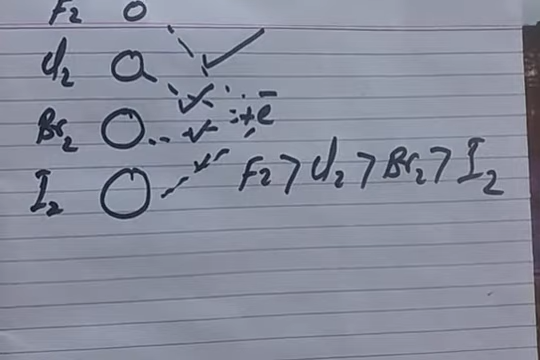 F₂
Cl₂
Br₂ +e⁻
I₂ F₂ > Cl₂ > Br₂ > I₂